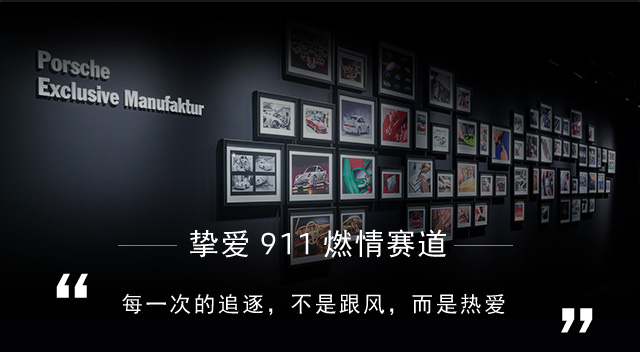 Porsche
Exclusive Manufaktur
挚爱 911 燃情赛道
“
每一次的追逐，不是跟风，而是热爱
”